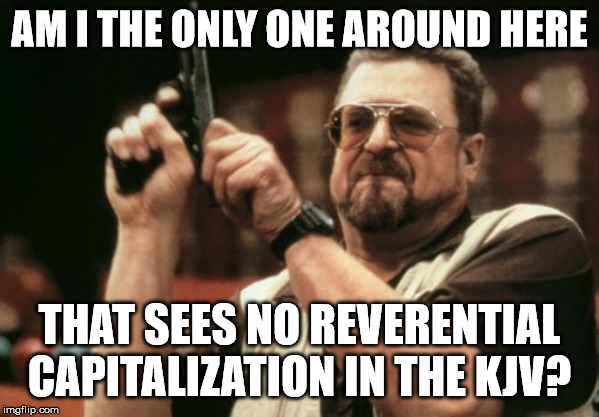 AM I THE ONLY ONE AROUND HERE
THAT SEES NO REVERENTIAL
CAPITALIZATION IN THE KJV?
imgflip.com